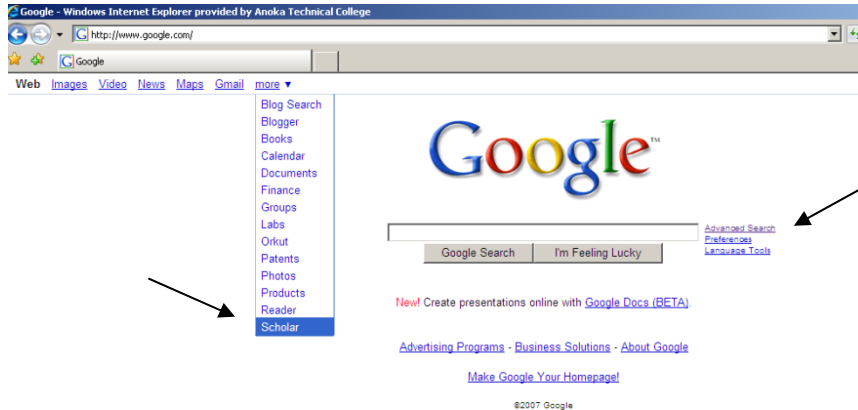 Google - Windows Internet Explorer provided by Anoka Technical College
http://www.google.com/
Google
Web Images Video News Maps Gmail more ▼
Blog Search
Blogger
Books
Calendar
Documents
Finance
Groups
Labs
Orkut
Patents
Photos
Products
Reader
Scholar
Google™
Advanced Search
Preferences
Language Tools
Google Search I'm Feeling Lucky
New! Create presentations online with Google Docs (BETA).
Advertising Programs - Business Solutions - About Google
Make Google Your Homepage!
©2007 Google